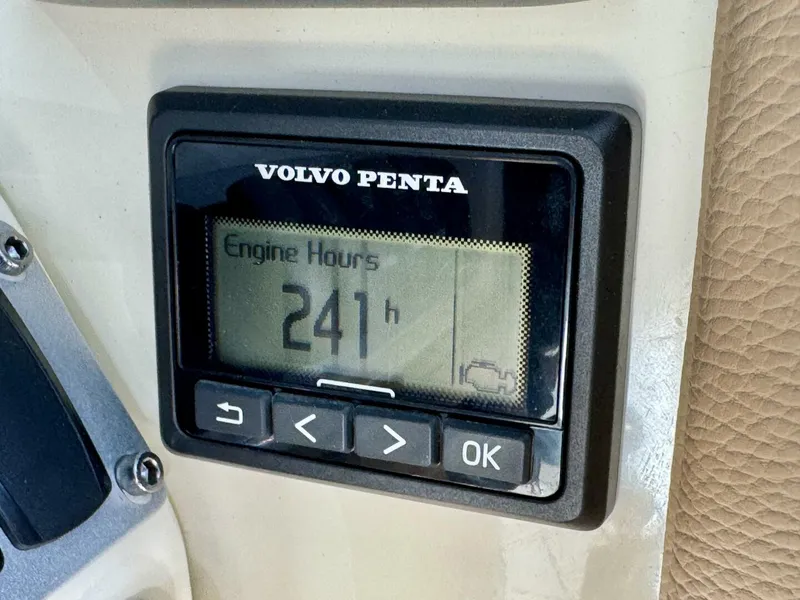 VOLVO PENTA
Engine Hours
241 h
< > OK